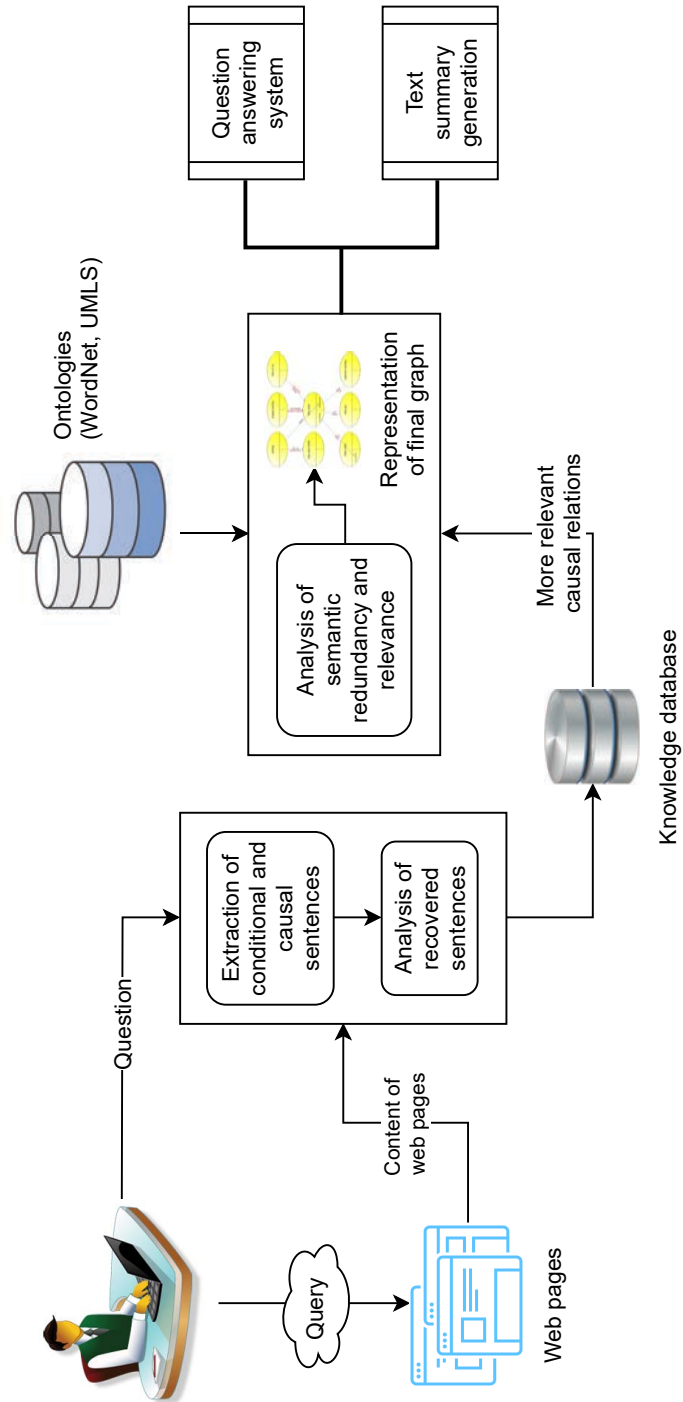 Question
Query
Content of
web pages
Web pages
Extraction of
conditional and
causal
sentences
Analysis of
recovered
sentences
Knowledge database
More relevant
causal relations
Ontologies
(WordNet, UMLS)
Analysis of
semantic
redundancy and
relevance
Representation
of final graph
Question
answering
system
Text
summary
generation